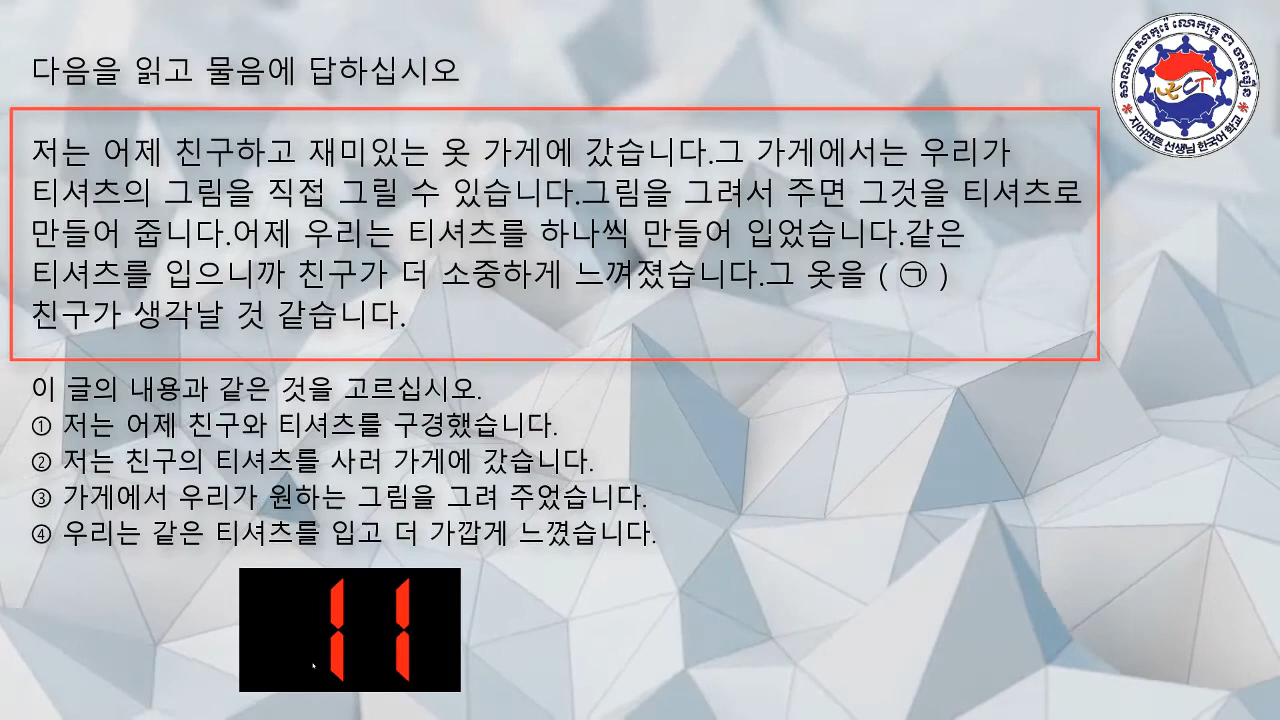 다음을 읽고 물음에 답하십시오
저는 어제 친구하고 재미있는 옷 가게에 갔습니다.그 가게에서는 우리가
티셔츠의 그림을 직접 그릴 수 있습니다.그림을 그려서 주면 그것을 티셔츠로
만들어 줍니다.어제 우리는 티셔츠를 하나씩 만들어 입었습니다.같은
티셔츠를 입으니까 친구가 더 소중하게 느껴졌습니다.그 옷을 ( ㉠ )
친구가 생각날 것 같습니다.
이 글의 내용과 같은 것을 고르십시오.
① 저는 어제 친구와 티셔츠를 구경했습니다.
② 저는 친구의 티셔츠를 사러 가게에 갔습니다.
③ 가게에서 우리가 원하는 그림을 그려 주었습니다.
④ 우리는 같은 티셔츠를 입고 더 가깝게 느꼈습니다.
11